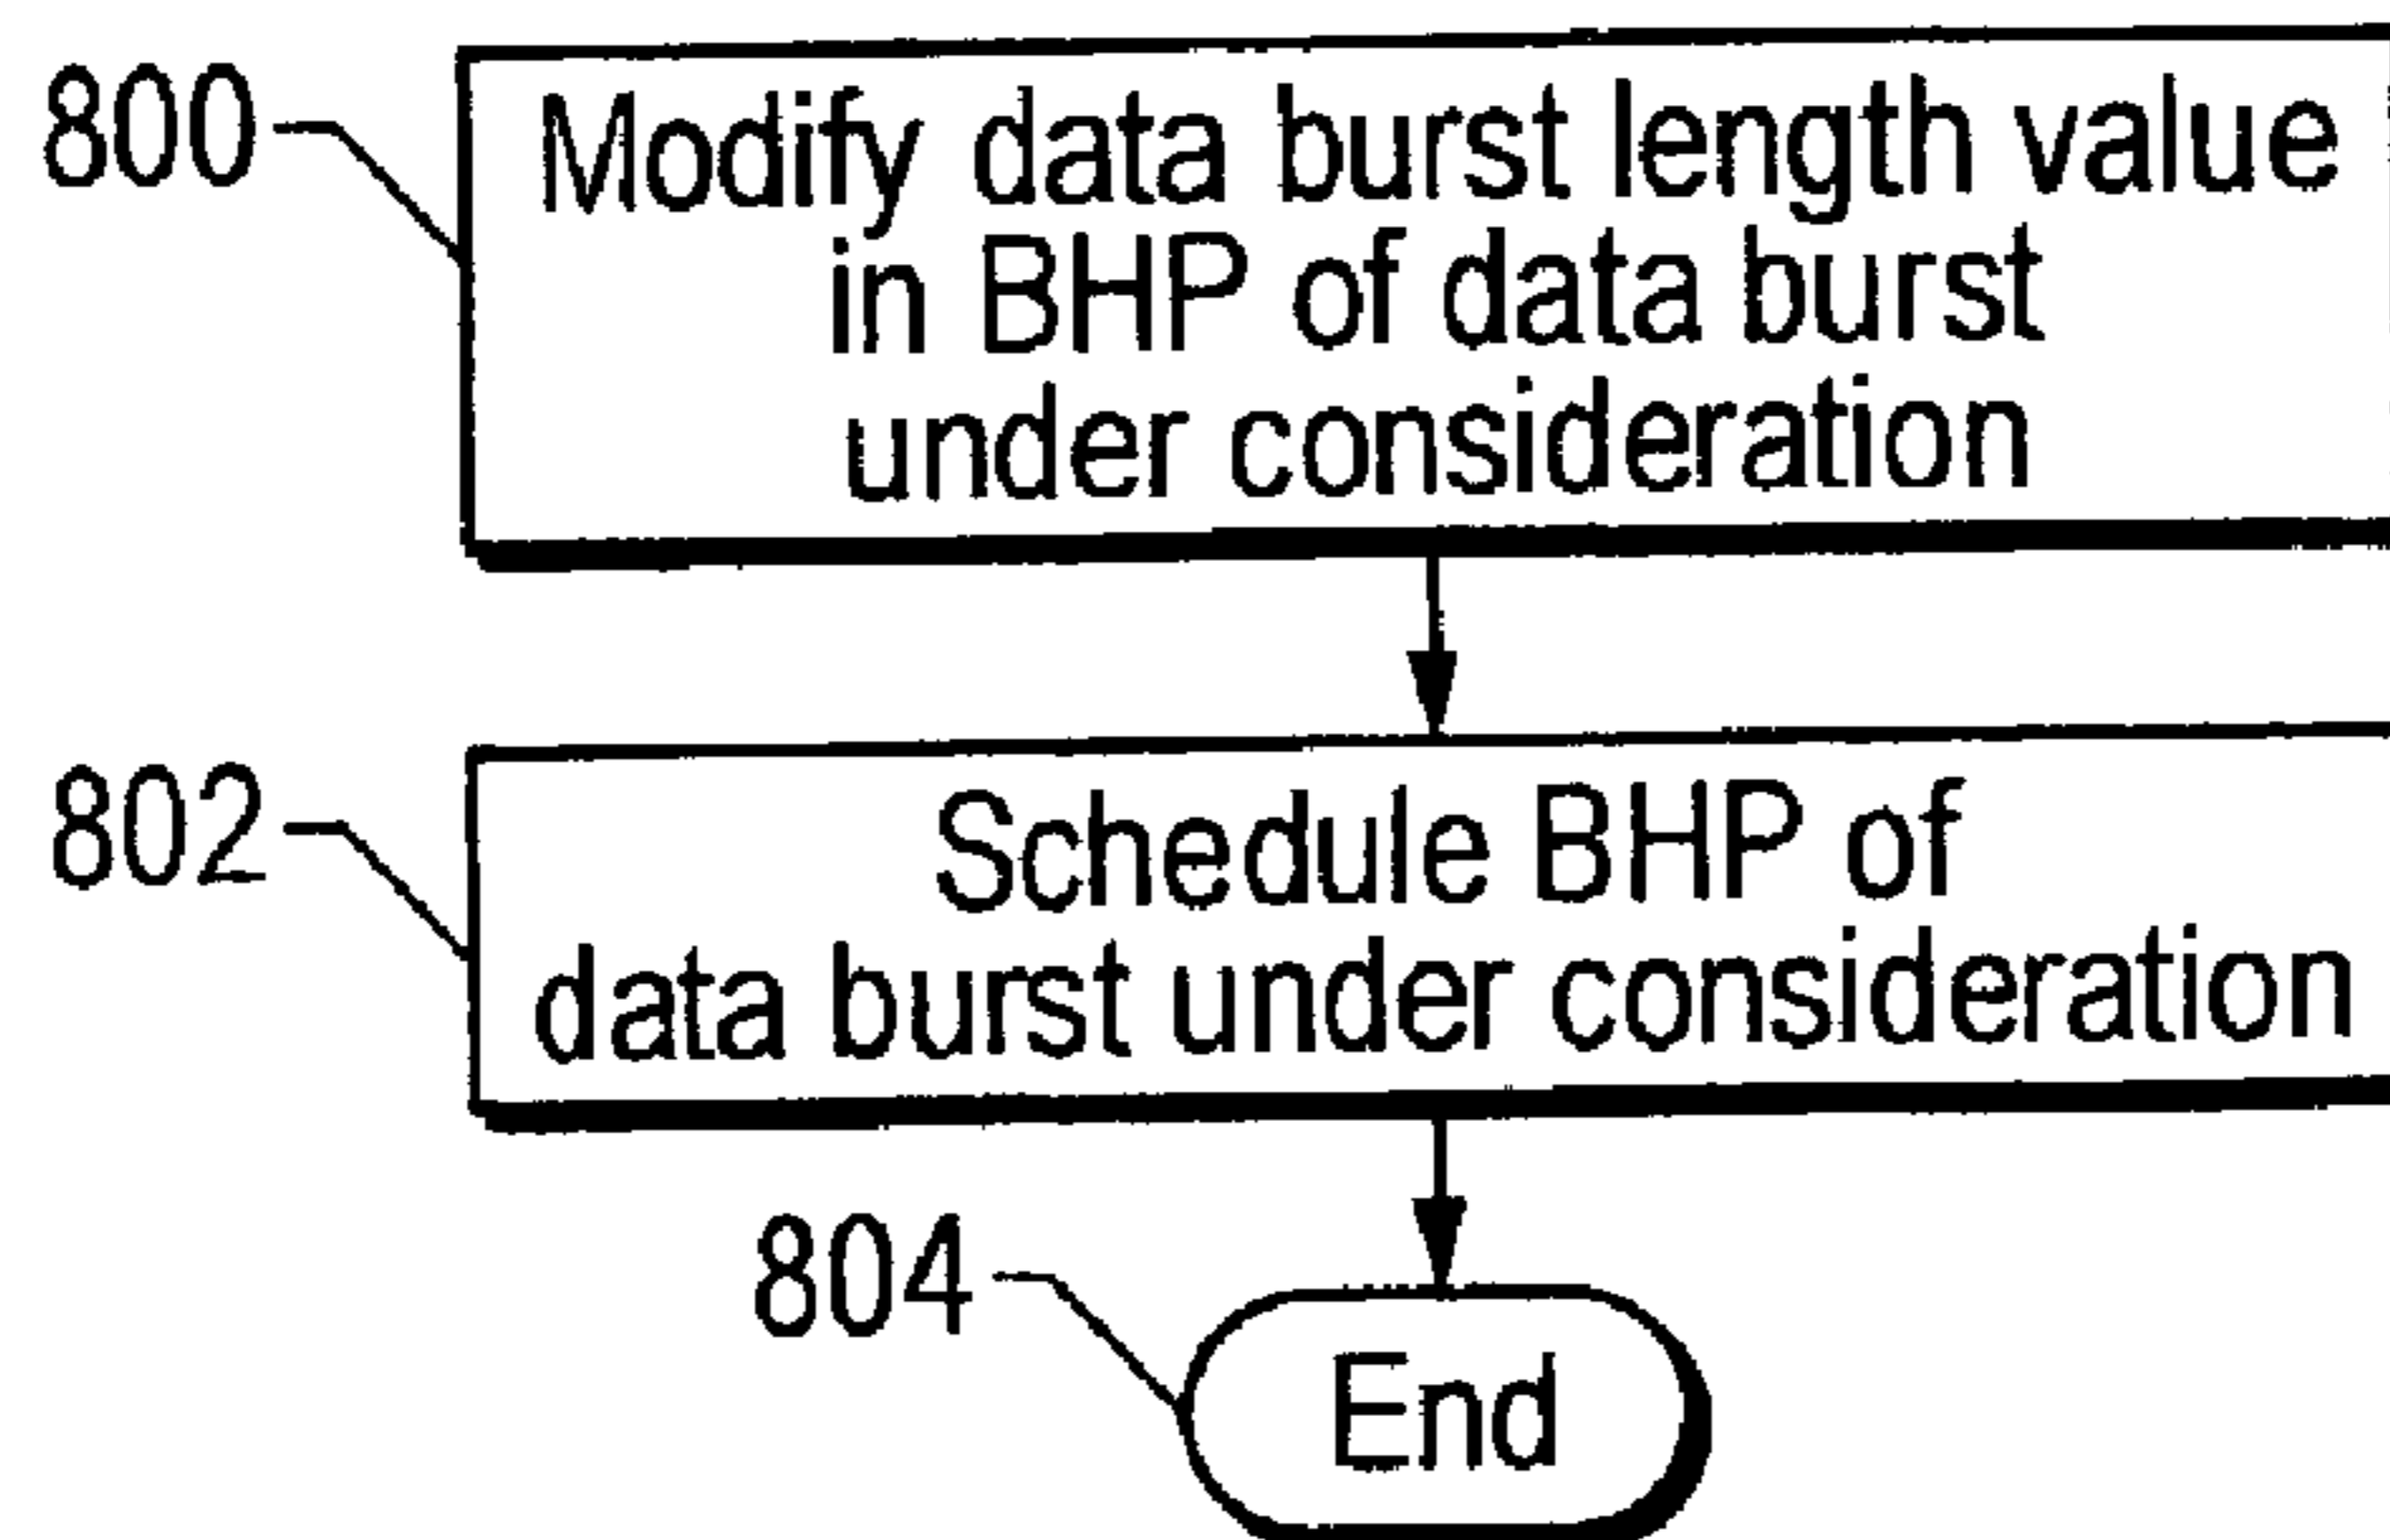 800
Modify data burst length value
in BHP of data burst
under consideration
802
Schedule BHP of
data burst under consideration
804
End